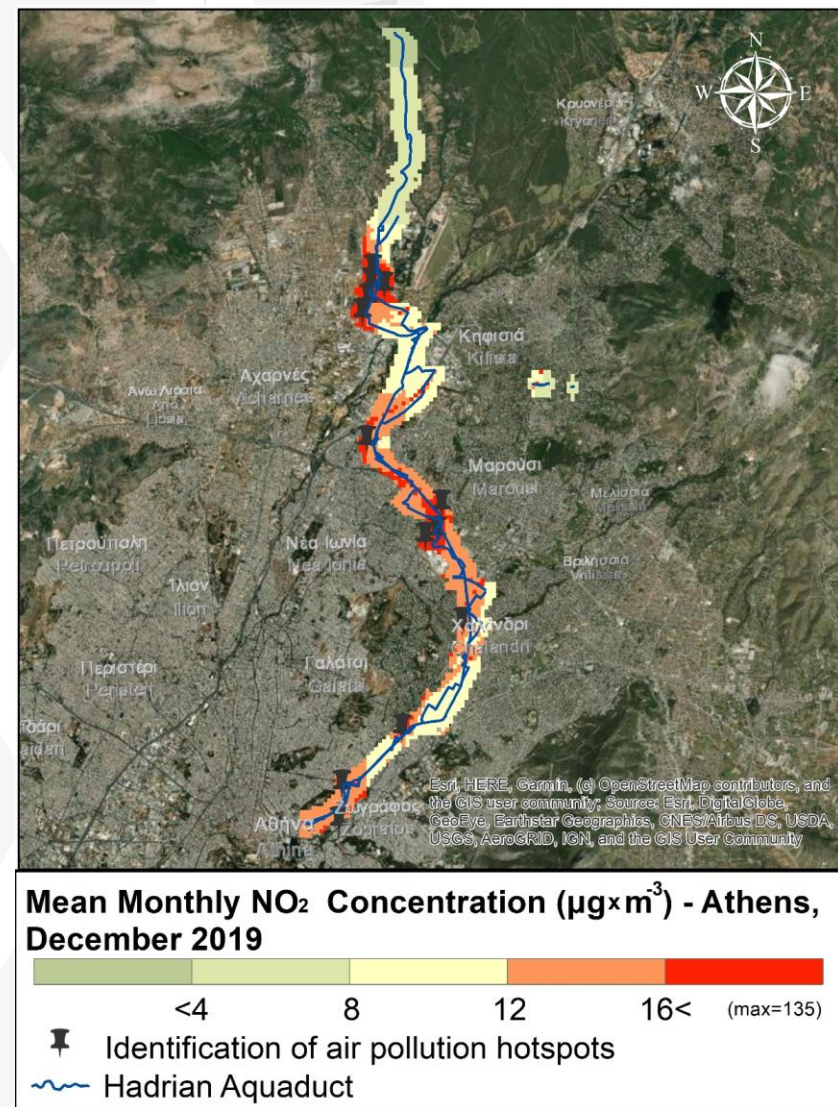 N
W E
S
Κρυονέρι
Kryoneri
Κηφισιά
Kifisia
Αχαρνές
Acharnes
Άνω Λιόσια
Ano
Liosia
Μαρούσι
Marousi
Μελίσσια
Melissia
Πετρούπολη
Petroupoli
Νέα Ιωνία
Nea Ionia
Βριλήσσια
Vrilissia
Ίλιον
Ilion
Χαλάνδρι
Chalandri
Περιστέρι
Peristeri
Γαλάτσι
Galatsi
δάρι
aidari
Ζωγράφος
Zografos
Αθήνα
Athina
Esri, HERE, Garmin, (c) OpenStreetMap contributors, and
the GIS user community; Source: Esri, DigitalGlobe,
GeoEye, Earthstar Geographics, CNES/Airbus DS, USDA,
USGS, AeroGRID, IGN, and the GIS User Community
Mean Monthly NO₂ Concentration (µg×m⁻³) - Athens,
December 2019
<4 8 12 16< (max=135)
Identification of air pollution hotspots
Hadrian Aquaduct